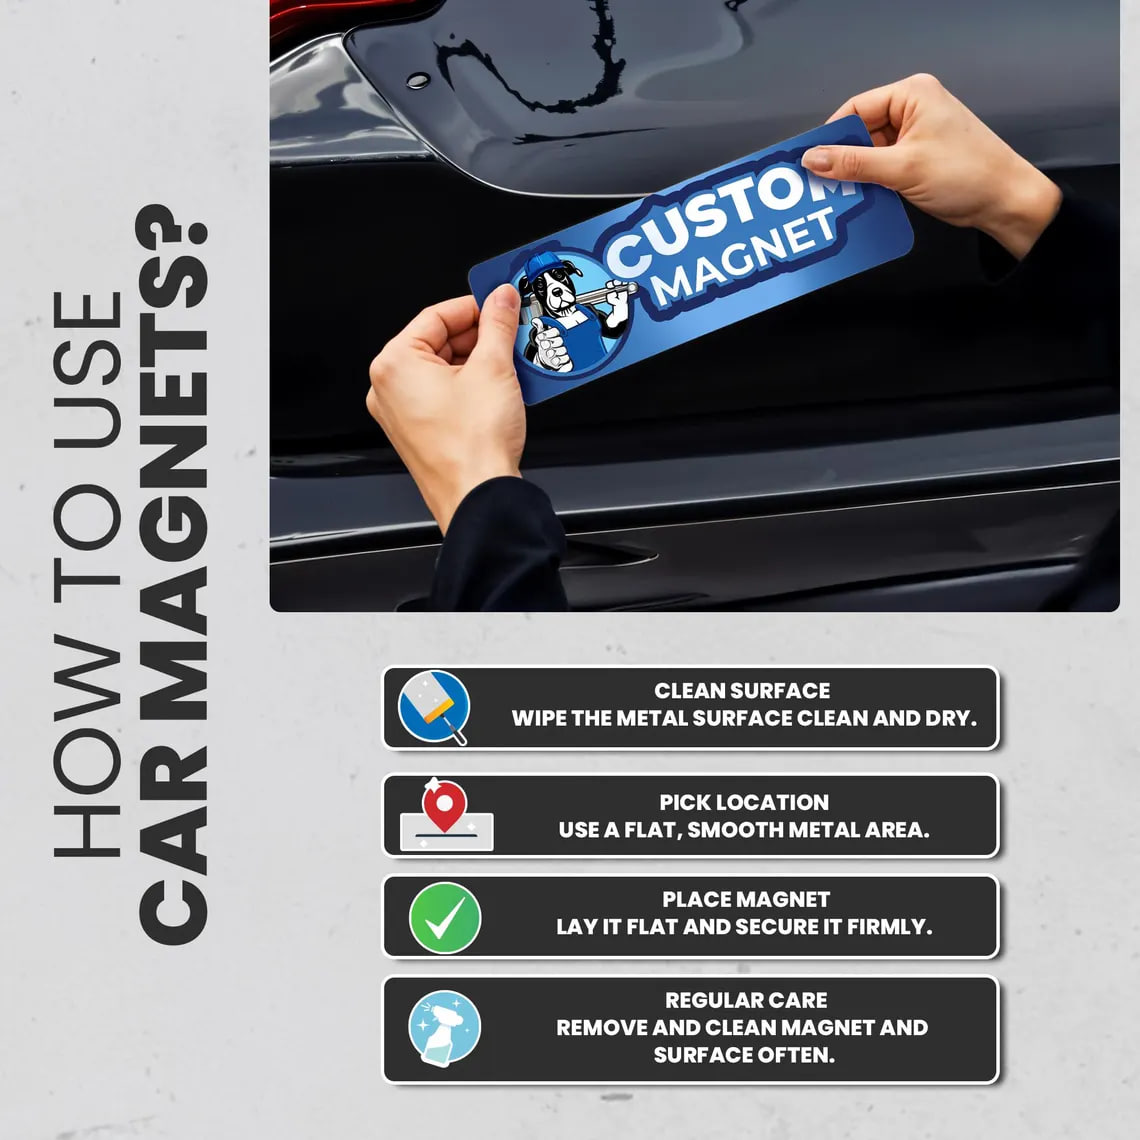 HOW TO USE
CAR MAGNETS?
CUSTOM
MAGNET
CLEAN SURFACE
WIPE THE METAL SURFACE CLEAN AND DRY.
PICK LOCATION
USE A FLAT, SMOOTH METAL AREA.
PLACE MAGNET
LAY IT FLAT AND SECURE IT FIRMLY.
REGULAR CARE
REMOVE AND CLEAN MAGNET AND
SURFACE OFTEN.